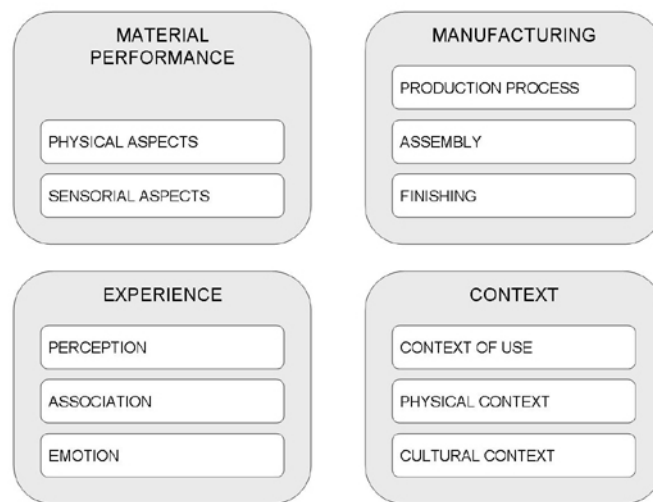 MATERIAL
PERFORMANCE
PHYSICAL ASPECTS
SENSORIAL ASPECTS
MANUFACTURING
PRODUCTION PROCESS
ASSEMBLY
FINISHING
EXPERIENCE
PERCEPTION
ASSOCIATION
EMOTION
CONTEXT
CONTEXT OF USE
PHYSICAL CONTEXT
CULTURAL CONTEXT